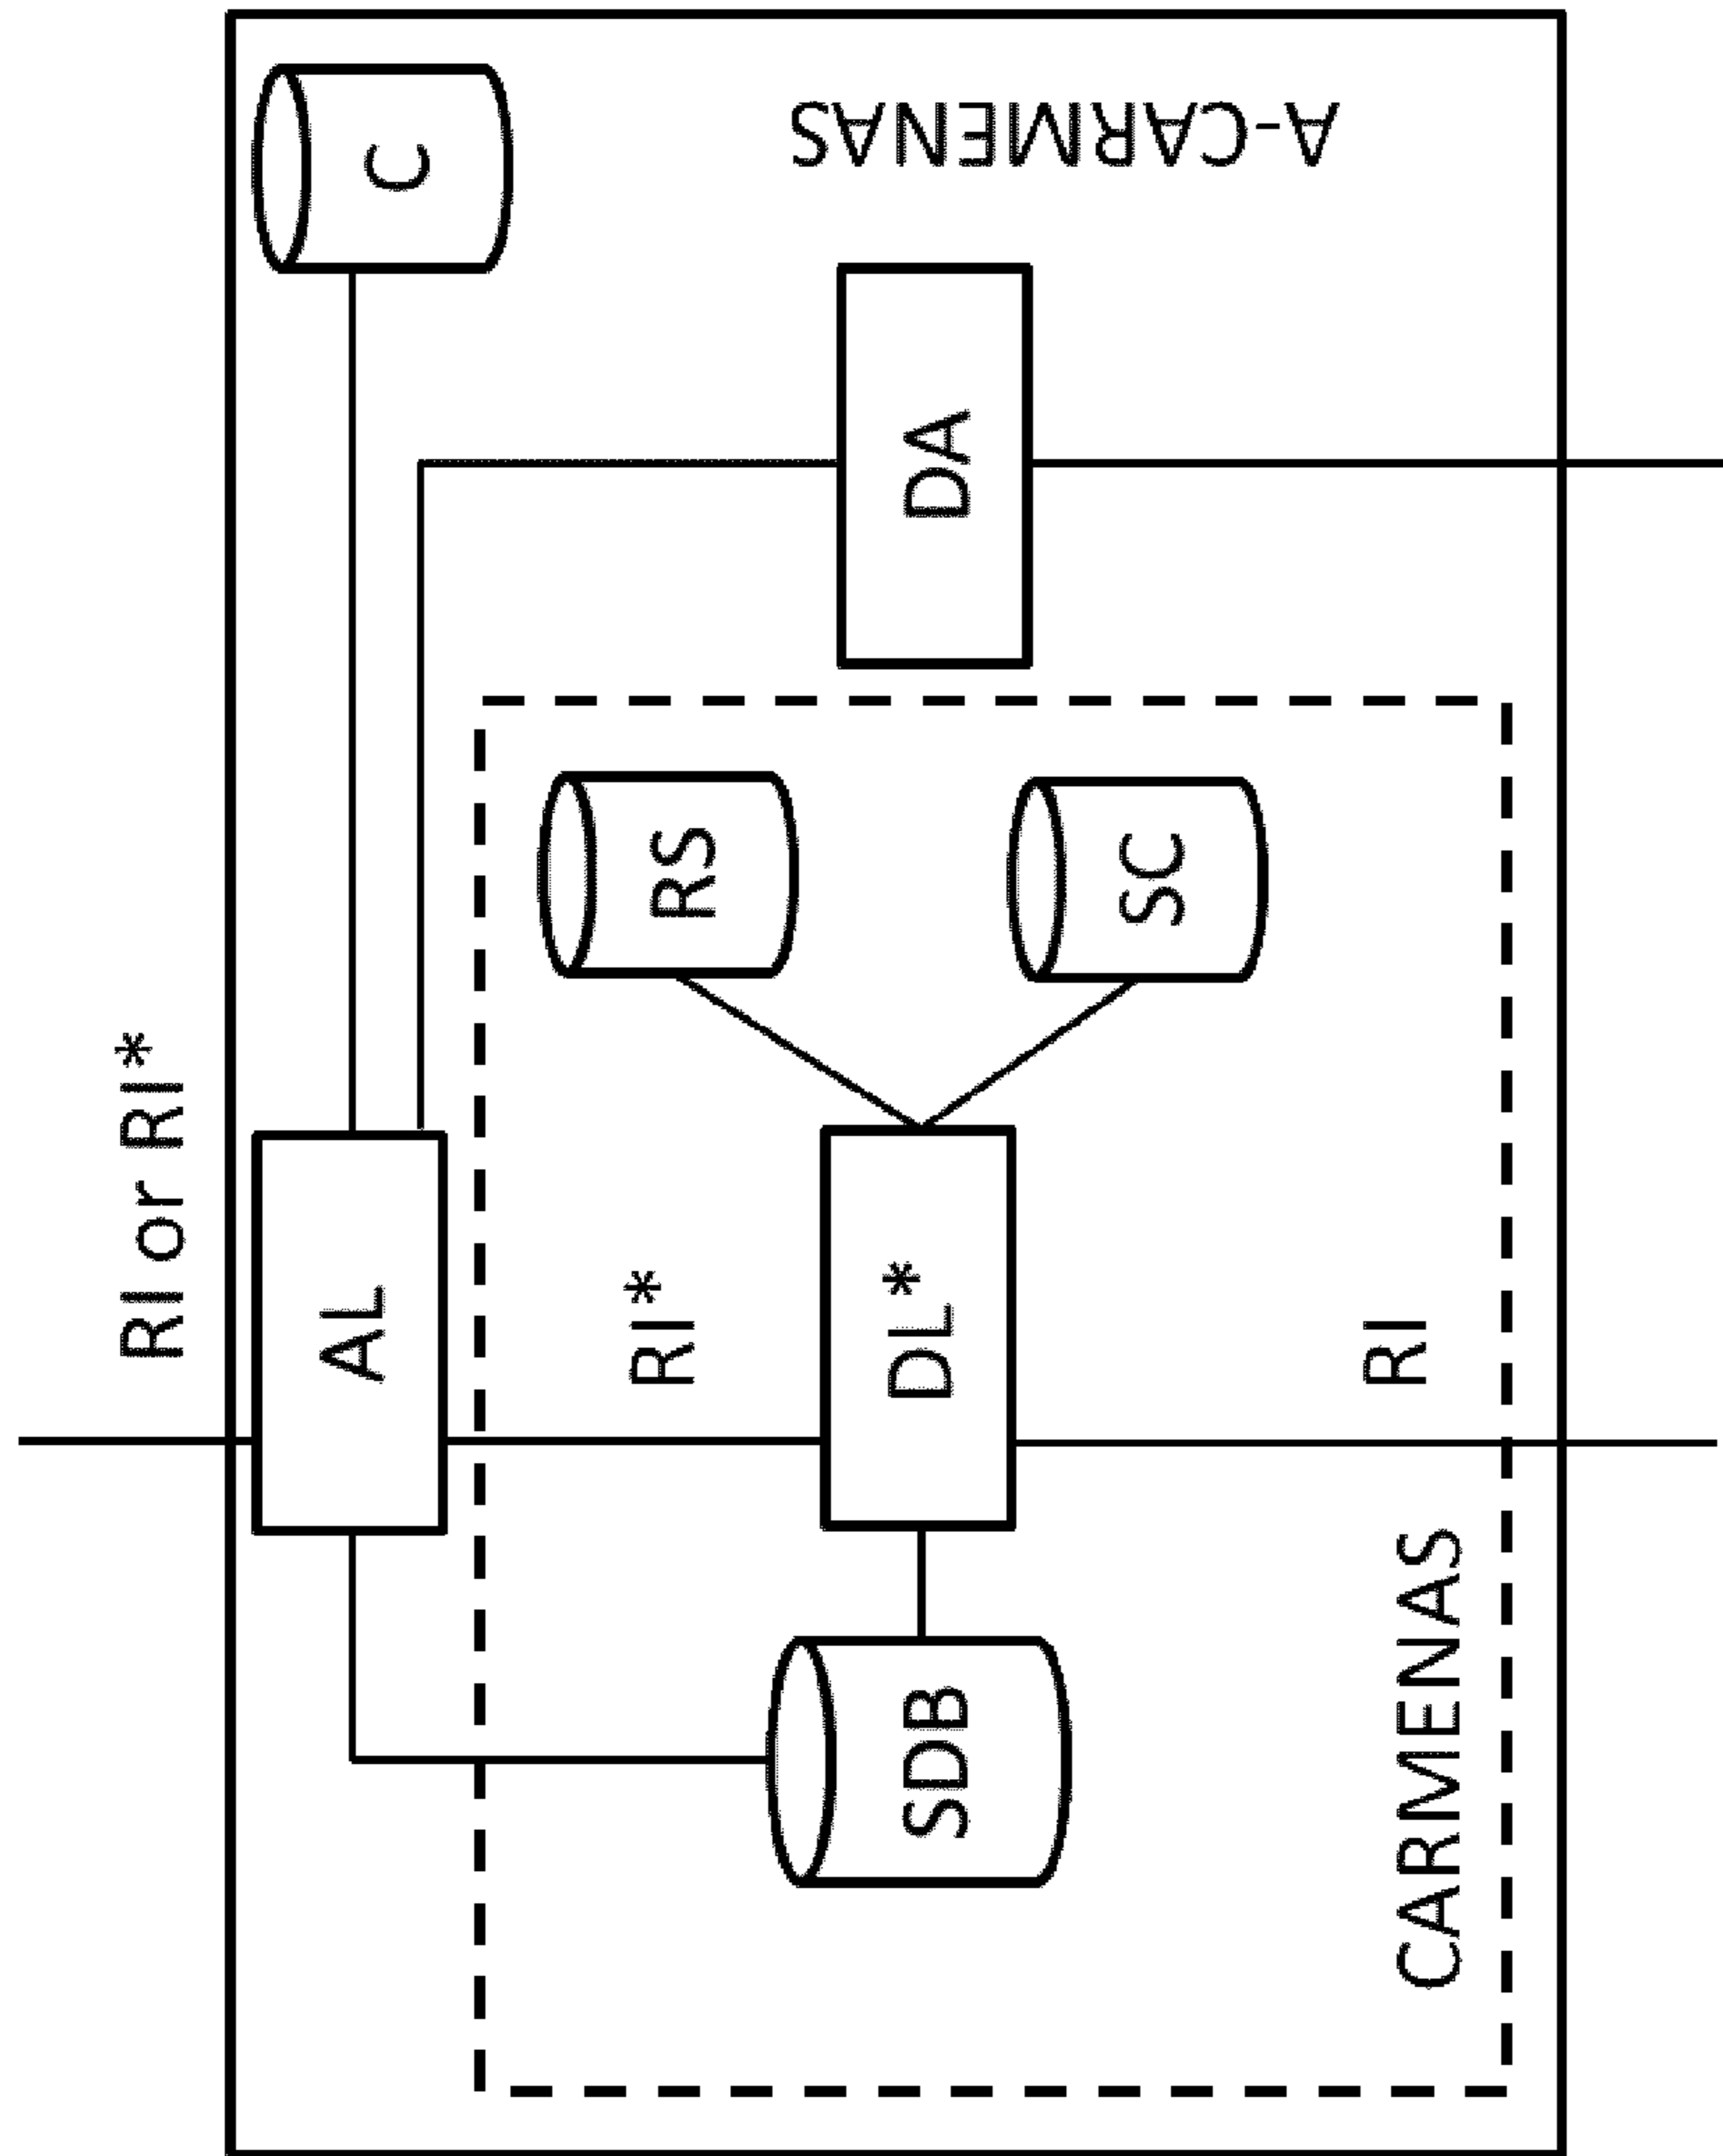 RI or RI*
AL
C
RI*
RS
SDB
DL*
DA
SC
RI
CARMENAS
A-CARMENAS